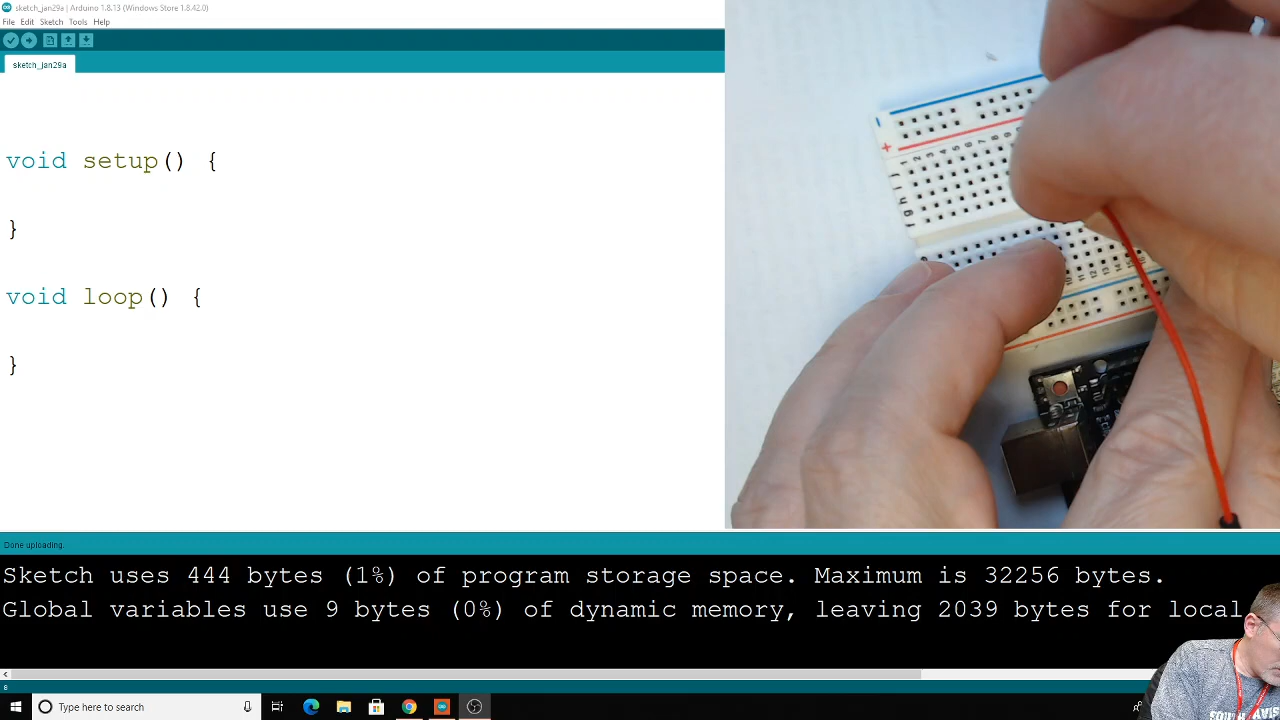 sketch_jan29a | Arduino 1.8.13 (Windows Store 1.8.42.0)
File Edit Sketch Tools Help
sketch_jan29a
void setup() {
}
void loop() {
}
Done uploading.
Sketch uses 444 bytes (1%) of program storage space. Maximum is 32256 bytes.
Global variables use 9 bytes (0%) of dynamic memory, leaving 2039 bytes for local
8
Type here to search